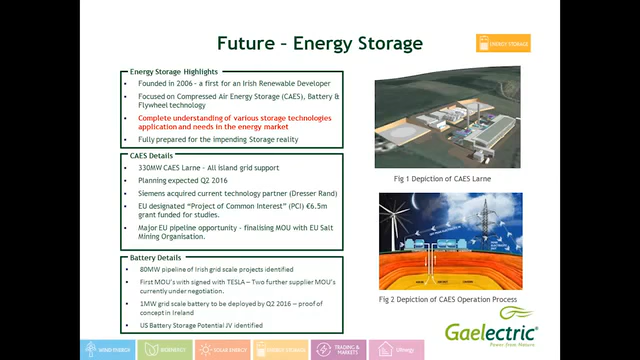 Future – Energy Storage
ENERGY STORAGE
Energy Storage Highlights
Founded in 2006 – a first for an Irish Renewable Developer
Focused on Compressed Air Energy Storage (CAES), Battery &
Flywheel technology
Complete understanding of various storage technologies
application and needs in the energy market
Fully prepared for the impending Storage reality
CAES Details
330MW CAES Larne – All island grid support
Planning expected Q2 2016
Siemens acquired current technology partner (Dresser Rand)
EU designated "Project of Common Interest" (PCI) €6.5m
grant funded for studies.
Major EU pipeline opportunity – finalising MOU with EU Salt
Mining Organisation.
Battery Details
80MW pipeline of Irish grid scale projects identified
First MOU's with signed with TESLA – Two further supplier MOU's
currently under negotiation.
1MW grid scale battery to be deployed by Q2 2016 – proof of
concept in Ireland
US Battery Storage Potential JV identified
Fig 1 Depiction of CAES Larne
Fig 2 Depiction of CAES Operation Process
Gaelectric®
Power from Nature
WIND ENERGY
BIOENERGY
SOLAR ENERGY
ENERGY STORAGE
TRADING &
MARKETS